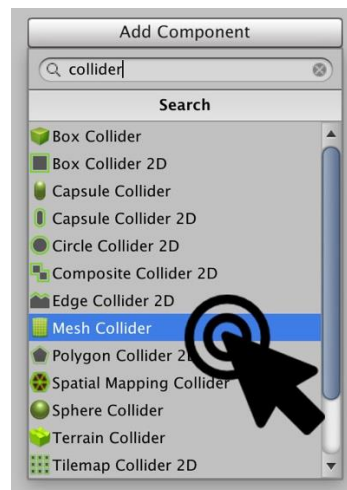 Add Component
collider
Search
Box Collider
Box Collider 2D
Capsule Collider
Capsule Collider 2D
Circle Collider 2D
Composite Collider 2D
Edge Collider 2D
Mesh Collider
Polygon Collider 2D
Spatial Mapping Collider
Sphere Collider
Terrain Collider
Tilemap Collider 2D